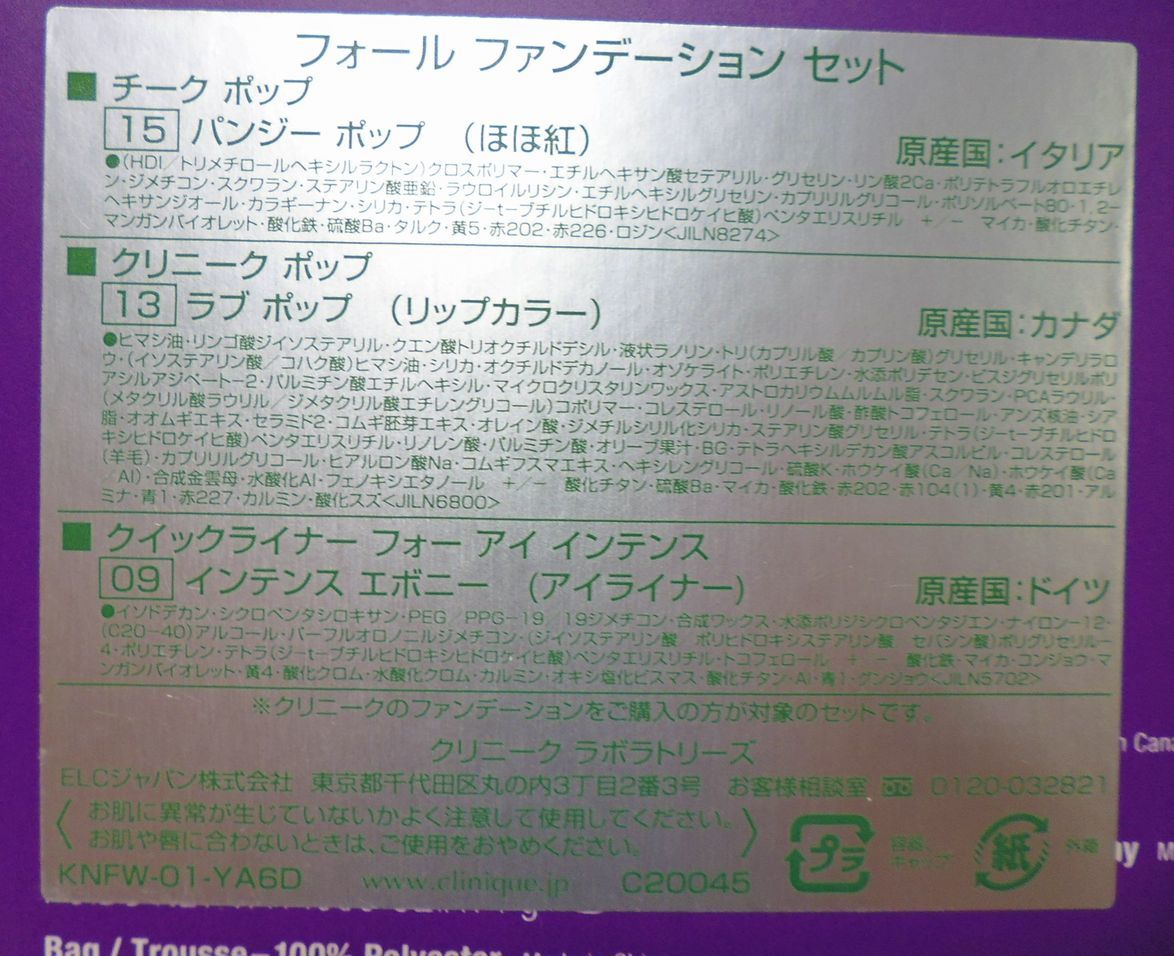 フォール ファンデーション セット
■ チーク ポップ
15 パンジー ポップ （ほほ紅） 原産国：イタリア
●(HDI／トリメチロールヘキシルラクトン)クロスポリマー・エチルヘキサン酸セテアリル・グリセリン・リン酸2Ca・ポリテトラフルオロエチレ
ン・ジメチコン・スクワラン・ステアリン酸亜鉛・ラウロイルリシン・エチルヘキシルグリセリン・カプリリルグリコール・ポリソルベート80・1,2-
ヘキサンジオール・カラギーナン・シリカ・テトラ(ジ-t-ブチルヒドロキシヒドロケイヒ酸)ペンタエリスリチル +/- マイカ・酸化チタン・
マンガンバイオレット・酸化鉄・硫酸Ba・タルク・黄5・赤202・赤226・ロジン<JILN8274>
■ クリニーク ポップ
13 ラブ ポップ （リップカラー） 原産国：カナダ
●ヒマシ油・リンゴ酸ジイソステアリル・クエン酸トリオクチルドデシル・液状ラノリン・トリ(カプリル酸／カプリン酸)グリセリル・キャンデリラロ
ウ・(イソステアリン酸／コハク酸)ヒマシ油・シリカ・オクチルドデカノール・オゾケライト・ポリエチレン・水添ポリデセン・ビスジグリセリルポリ
アシルアジペート-2・パルミチン酸エチルヘキシル・マイクロクリスタリンワックス・アストロカリウムムルムル脂・スクワラン・PCAラウリル・
(メタクリル酸ラウリル／ジメタクリル酸エチレングリコール)コポリマー・コレステロール・リノール酸・酢酸トコフェロール・アンズ核油・シア
脂・オオムギエキス・セラミド2・コムギ胚芽エキス・オレイン酸・ジメチルシリル化シリカ・ステアリン酸グリセリル・テトラ(ジ-t-ブチルヒドロ
キシヒドロケイヒ酸)ペンタエリスリチル・リノレン酸・パルミチン酸・オリーブ果汁・BG・テトラヘキシルデカン酸アスコルビル・コレステロール
(羊毛)・カプリリルグリコール・ヒアルロン酸Na・コムギフスマエキス・ヘキシレングリコール・硫酸K・ホウケイ酸(Ca／Na)・ホウケイ酸(Ca
／Al)・合成金雲母・水酸化Al・フェノキシエタノール +/- 酸化チタン・硫酸Ba・マイカ・酸化鉄・赤202・赤104(1)・黄4・赤201・アル
ミナ・青1・赤227・カルミン・酸化スズ<JILN6800>
■ クイックライナー フォー アイ インテンス
09 インテンス エボニー （アイライナー） 原産国：ドイツ
●イソドデカン・シクロペンタシロキサン・PEG／PPG-19／19ジメチコン・合成ワックス・水添ポリジシクロペンタジエン・ナイロン-12・
(C20-40)アルコール・パーフルオロノニルジメチコン・(ジイソステアリン酸／ポリヒドロキシステアリン酸 セバシン酸)ポリグリセリル-
4・ポリエチレン・テトラ(ジ-t-ブチルヒドロキシヒドロケイヒ酸)ペンタエリスリチル・トコフェロール +/- 酸化鉄・マイカ・コンジョウ・マ
ンガンバイオレット・黄4・酸化クロム・水酸化クロム・カルミン・オキシ塩化ビスマス・酸化チタン・Al・青1・グンジョウ<JILN5702>
※クリニークのファンデーションをご購入の方が対象のセットです。
クリニーク ラボラトリーズ
ELCジャパン株式会社 東京都千代田区丸の内3丁目2番3号 お客様相談室 0120-032821
お肌に異常が生じていないかよく注意して使用してください。
お肌や唇に合わないときは、ご使用をおやめください。
プラ 容器、
キャップ 紙 外箱
KNFW-01-YA6D www.clinique.jp C20045
Bag / Trousse-100% Polyester